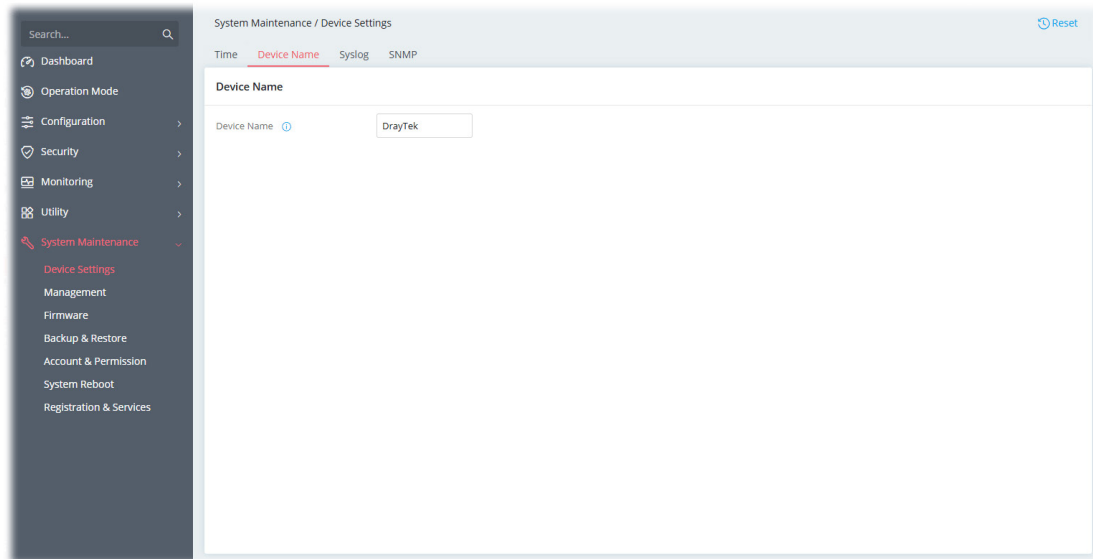 Search...
Dashboard
Operation Mode
Configuration
Security
Monitoring
Utility
System Maintenance
Device Settings
Management
Firmware
Backup & Restore
Account & Permission
System Reboot
Registration & Services
System Maintenance / Device Settings
Reset
Time Device Name Syslog SNMP
Device Name
Device Name DrayTek